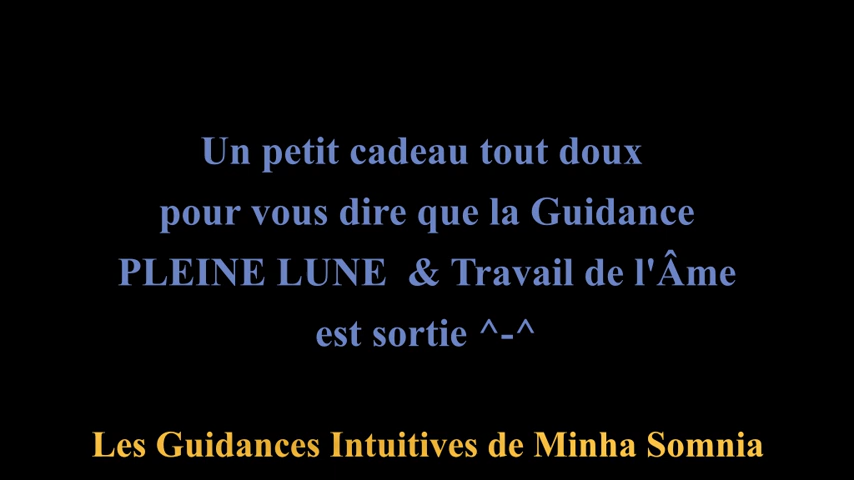 Un petit cadeau tout doux
pour vous dire que la Guidance
PLEINE LUNE & Travail de l'Âme
est sortie ^-^
Les Guidances Intuitives de Minha Somnia